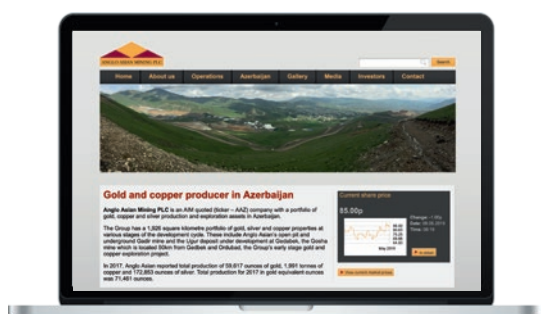 ANGLO ASIAN MINING PLC
Search
Home About us Operations Azerbaijan Gallery Media Investors Contact
Gold and copper producer in Azerbaijan
Anglo Asian Mining PLC is an AIM quoted (ticker – AAZ) company with a portfolio of
gold, copper and silver production and exploration assets in Azerbaijan.
The Group has a 1,926 square kilometre portfolio of gold, silver and copper properties at
various stages of the development cycle. These include Anglo Asian's open pit and
underground Gadir mine and the Ugur deposit under development at Gedabek, the Gosha
mine which is located 50km from Gedbek and Ordubad, the Group's early stage gold and
copper exploration project.
In 2017, Anglo Asian reported total production of 59,617 ounces of gold, 1,991 tonnes of
copper and 172,853 ounces of silver. Total production for 2017 in gold equivalent ounces
was 71,461 ounces.
Current share price
85.00p
Change:
Date:
Time:
May 2019